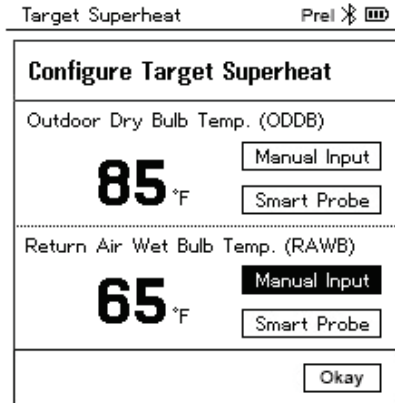 Target Superheat Prel
Configure Target Superheat
Outdoor Dry Bulb Temp. (ODDB)
85 °F
Manual Input
Smart Probe
Return Air Wet Bulb Temp. (RAWB)
65 °F
Manual Input
Smart Probe
Okay